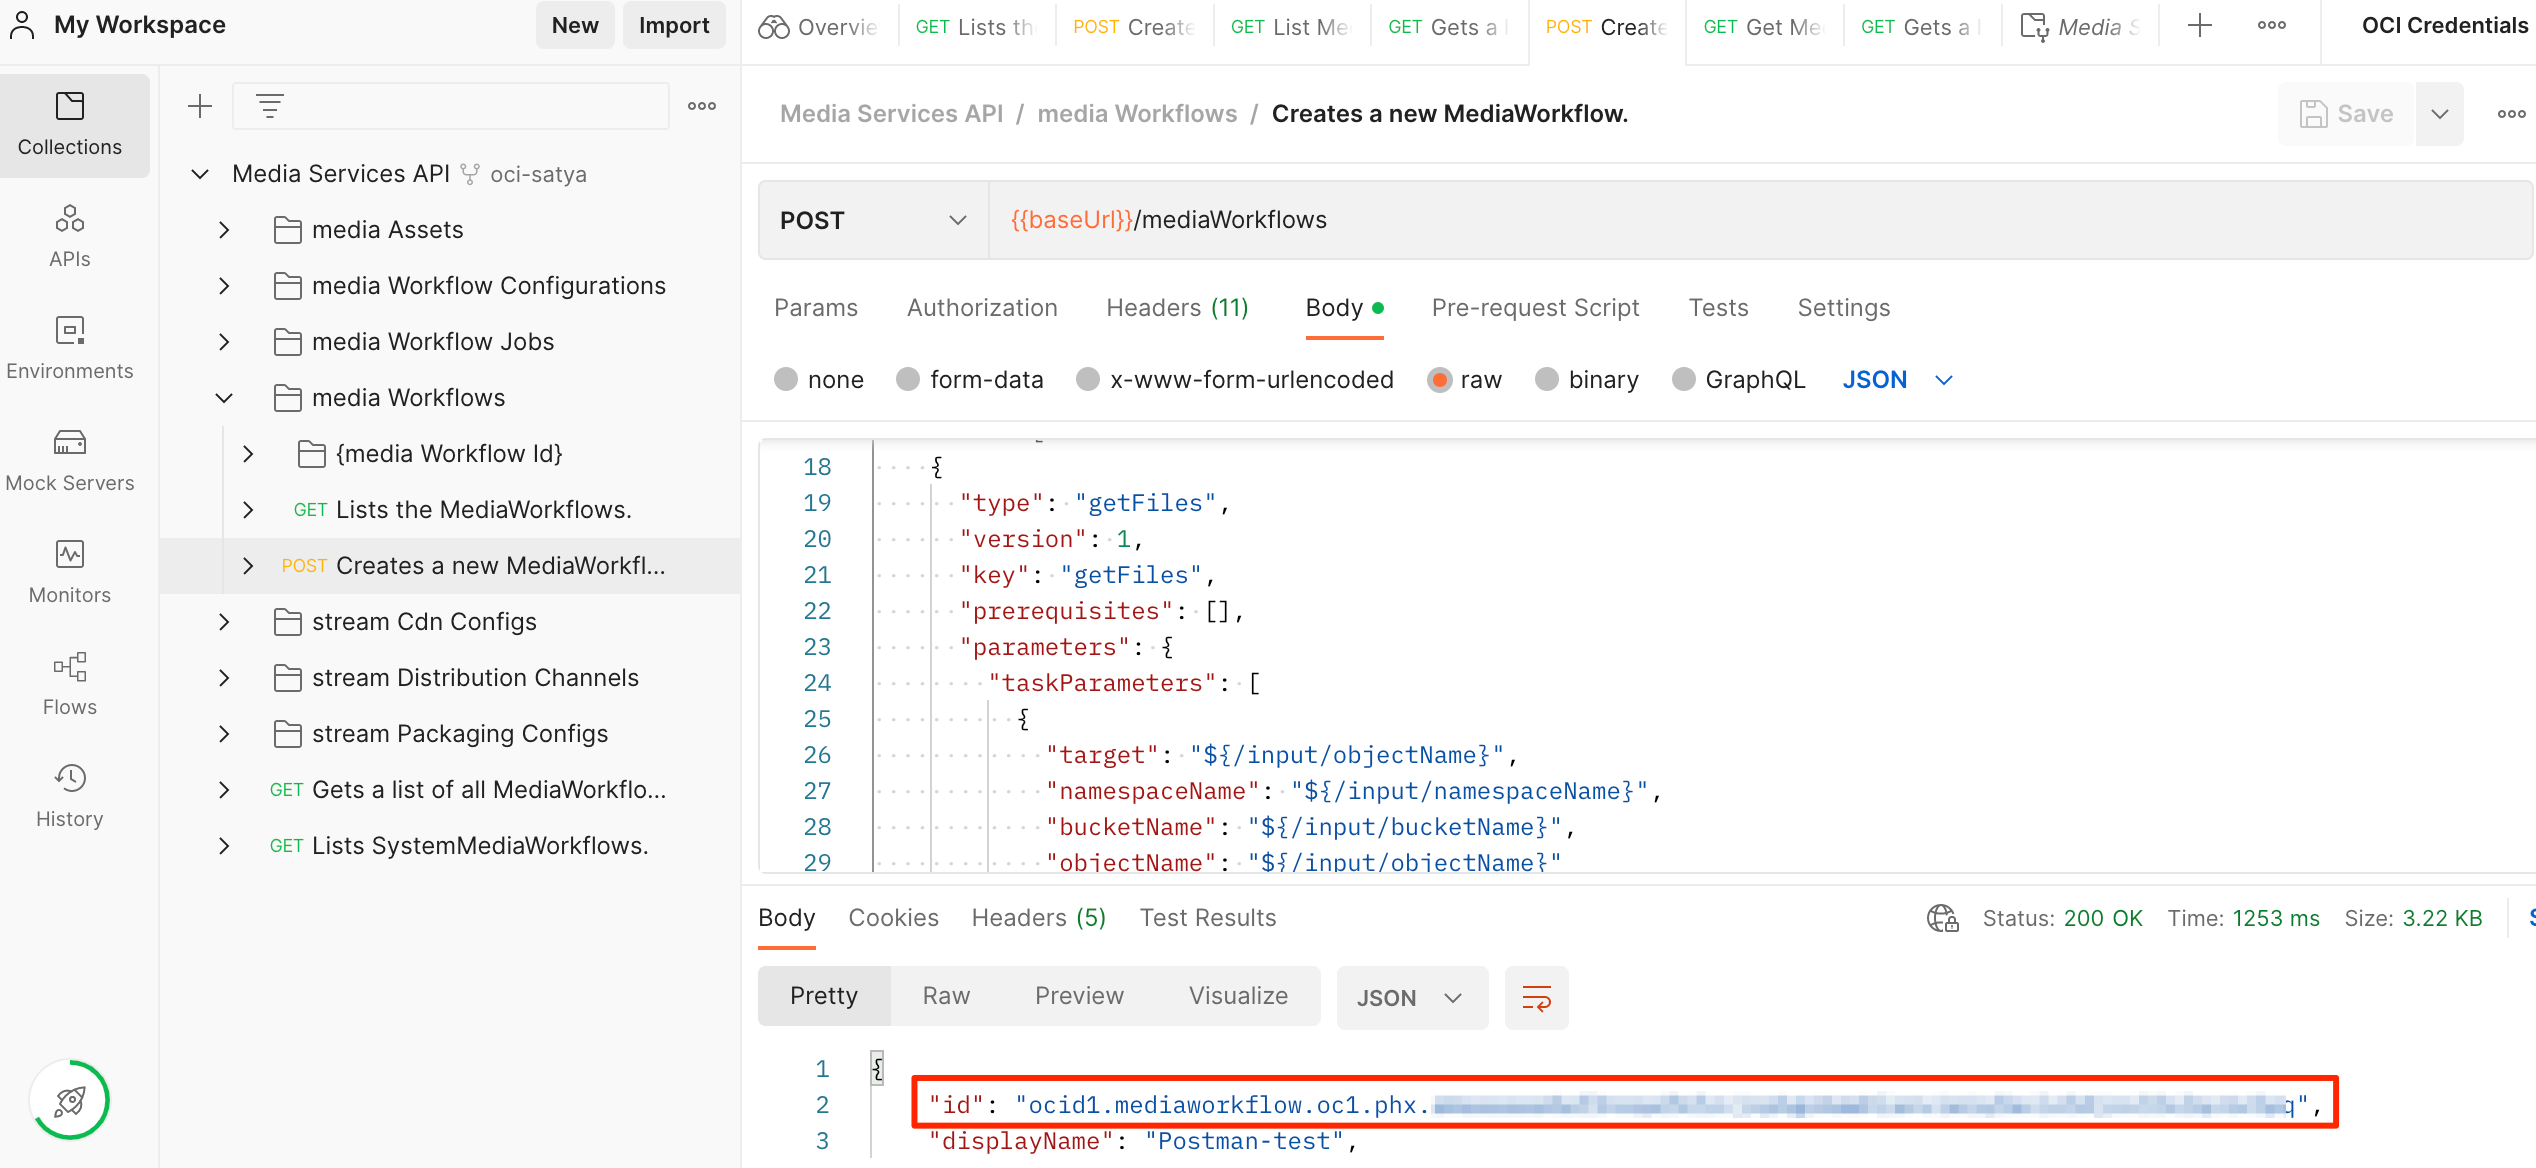 My Workspace
New
Import
Collections
APIs
Environments
Mock Servers
Monitors
Flows
History
Media Services API oci-satya
media Assets
media Workflow Configurations
media Workflow Jobs
media Workflows
{media Workflow Id}
GET Lists the MediaWorkflows.
POST Creates a new MediaWorkfl...
stream Cdn Configs
stream Distribution Channels
stream Packaging Configs
GET Gets a list of all MediaWorkflo...
GET Lists SystemMediaWorkflows.
Overvie GET Lists th POST Create GET List Me GET Gets a POST Create GET Get Me GET Gets a Media S OCI Credentials
Media Services API / media Workflows / Creates a new MediaWorkflow.
Save
POST {{baseUrl}}/mediaWorkflows
Params Authorization Headers (11) Body Pre-request Script Tests Settings
none form-data x-www-form-urlencoded raw binary GraphQL JSON
18 {
19 "type": "getFiles",
20 "version": 1,
21 "key": "getFiles",
22 "prerequisites": [],
23 "parameters": {
24 "taskParameters": [
25 {
26 "target": "${/input/objectName}",
27 "namespaceName": "${/input/namespaceName}",
28 "bucketName": "${/input/bucketName}",
29 "objectName": "${/input/objectName}"
Body Cookies Headers (5) Test Results Status: 200 OK Time: 1253 ms Size: 3.22 KB
Pretty Raw Preview Visualize JSON
1 {
2 "id": "ocid1.mediaworkflow.oc1.phx. q",
3 "displayName": "Postman-test",